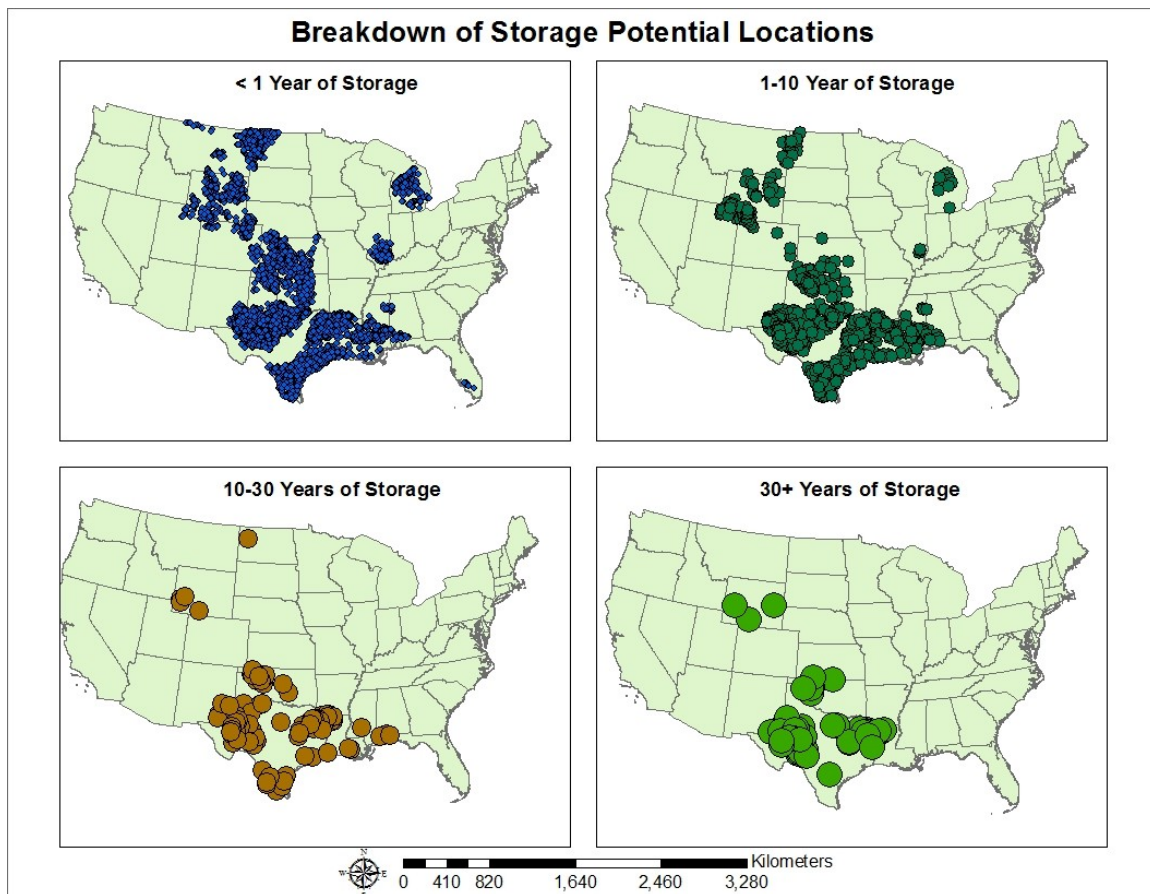 Breakdown of Storage Potential Locations
< 1 Year of Storage
1-10 Year of Storage
10-30 Years of Storage
30+ Years of Storage
N
W
E
S
Kilometers
0 410 820 1,640 2,460 3,280